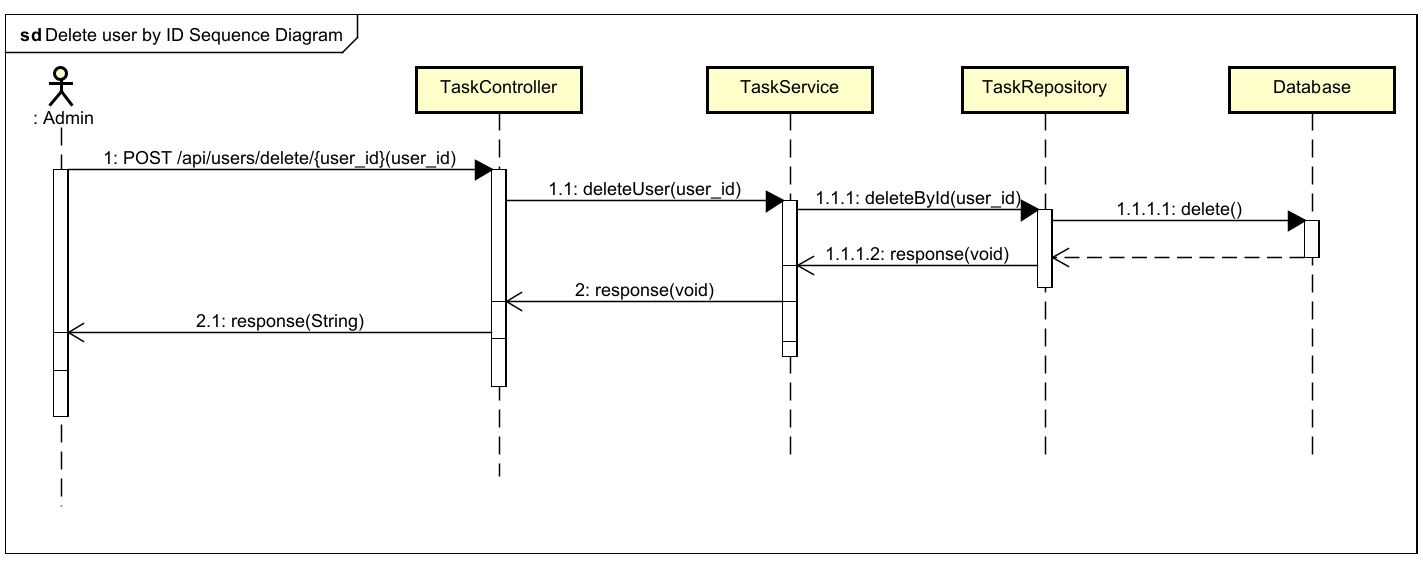 sd Delete user by ID Sequence Diagram
: Admin
TaskController
TaskService
TaskRepository
Database
1: POST /api/users/delete/{user_id}(user_id)
1.1: deleteUser(user_id)
1.1.1: deleteById(user_id)
1.1.1.1: delete()
1.1.1.2: response(void)
2: response(void)
2.1: response(String)